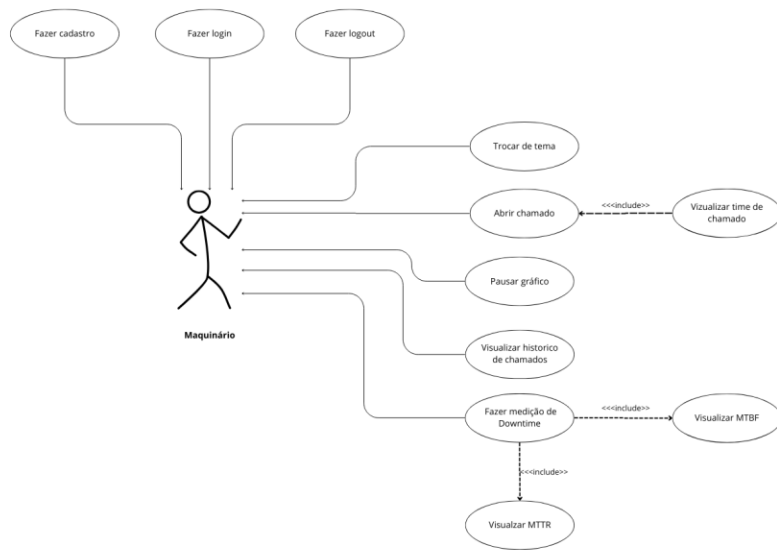 Fazer cadastro
Fazer login
Fazer logout
Trocar de tema
Abrir chamado
<<<include>>
Vizualizar time de
chamado
Pausar gráfico
Maquinário
Visualizar historico
de chamados
Fazer medição de
Downtime
<<<include>>
Visualizar MTBF
<<<include>>
Visualzar MTTR